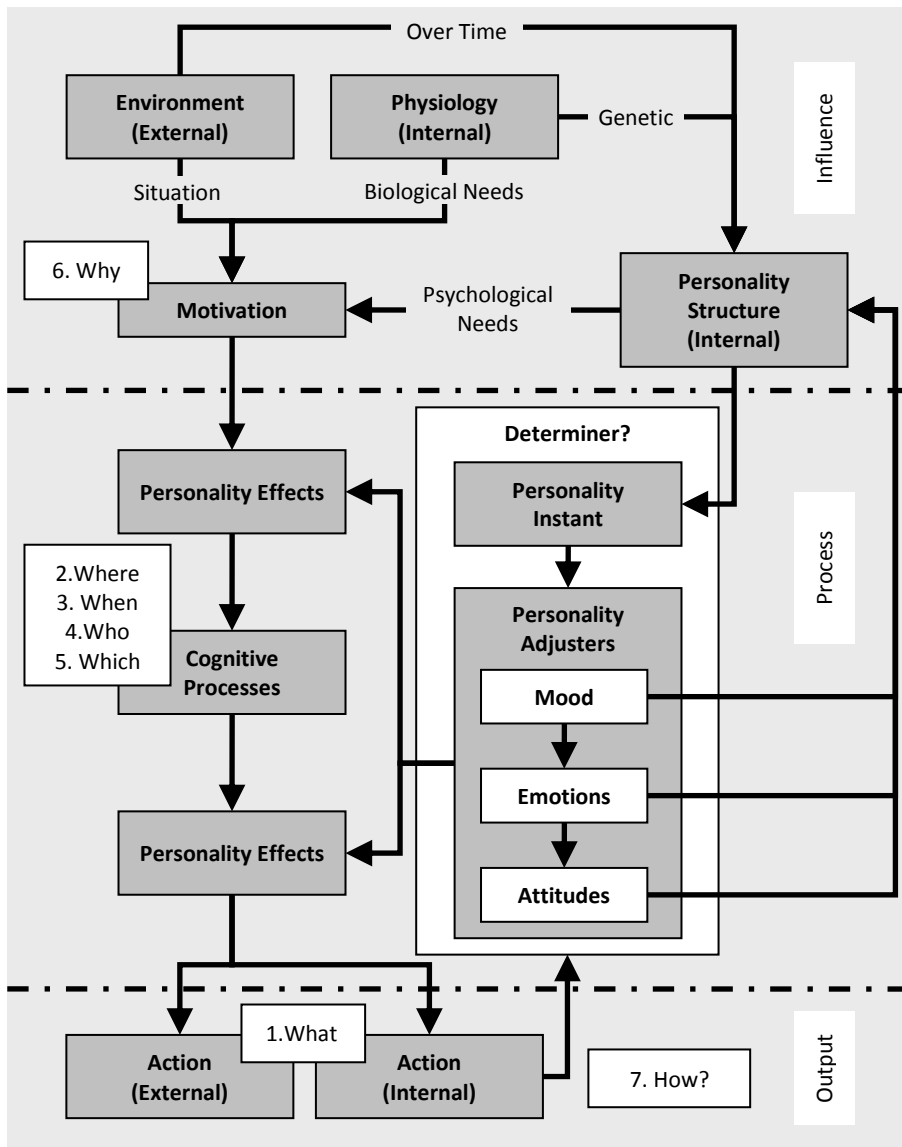 Over Time
Environment
(External)
Physiology
(Internal)
Genetic
Influence
Situation
Biological Needs
6. Why
Motivation
Psychological
Needs
Personality
Structure
(Internal)
Determiner?
Personality Effects
Personality
Instant
Process
2.Where
3. When
4.Who
5. Which
Cognitive
Processes
Personality
Adjusters
Mood
Emotions
Personality Effects
Attitudes
1.What
Action
(External)
Action
(Internal)
7. How?
Output